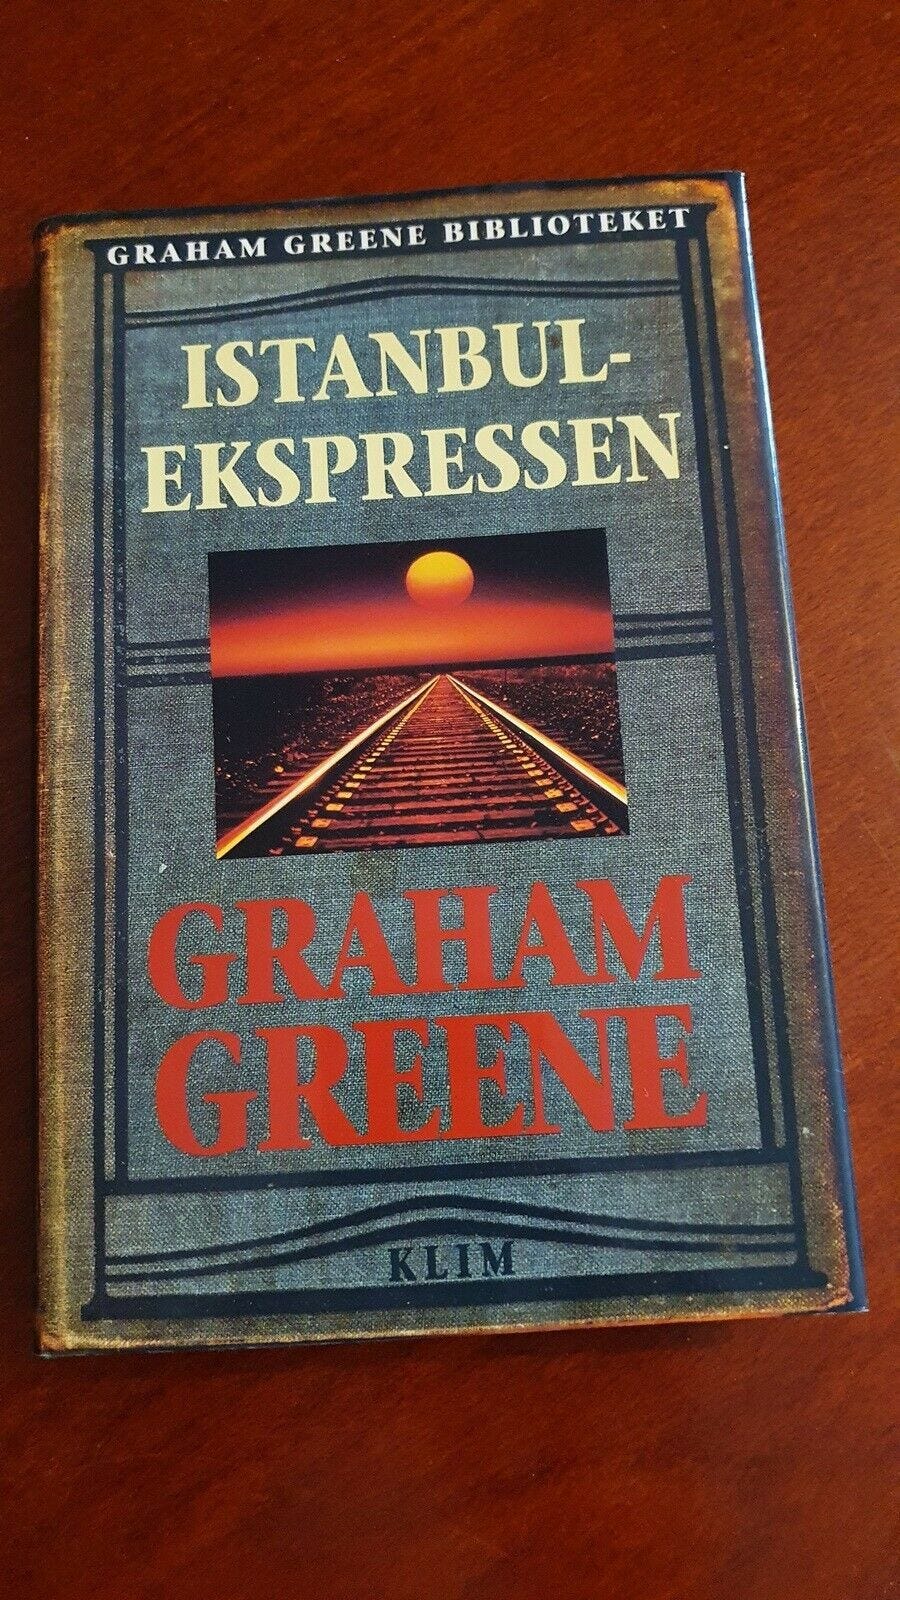 GRAHAM GREENE BIBLIOTEKET
ISTANBUL-
EKSPRESSEN
GRAHAM
GREENE
KLIM